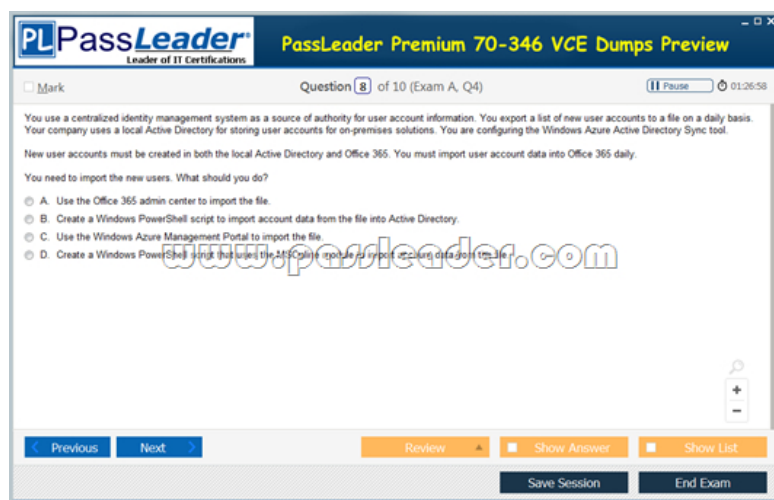 PL PassLeader®
Leader of IT Certifications
PassLeader Premium 70-346 VCE Dumps Preview
Mark
Question 8 of 10 (Exam A, Q4)
Pause
01:26:58
You use a centralized identity management system as a source of authority for user account information. You export a list of new user accounts to a file on a daily basis.
Your company uses a local Active Directory for storing user accounts for on-premises solutions. You are configuring the Windows Azure Active Directory Sync tool.
New user accounts must be created in both the local Active Directory and Office 365. You must import user account data into Office 365 daily.
You need to import the new users. What should you do?
A. Use the Office 365 admin center to import the file.
B. Create a Windows PowerShell script to import account data from the file into Active Directory.
C. Use the Windows Azure Management Portal to import the file.
D. Create a Windows PowerShell script that uses the MSOnline module to import account data from the file.
www.passleader.com
+
−
Previous
Next
Review
Show Answer
Show List
Save Session
End Exam